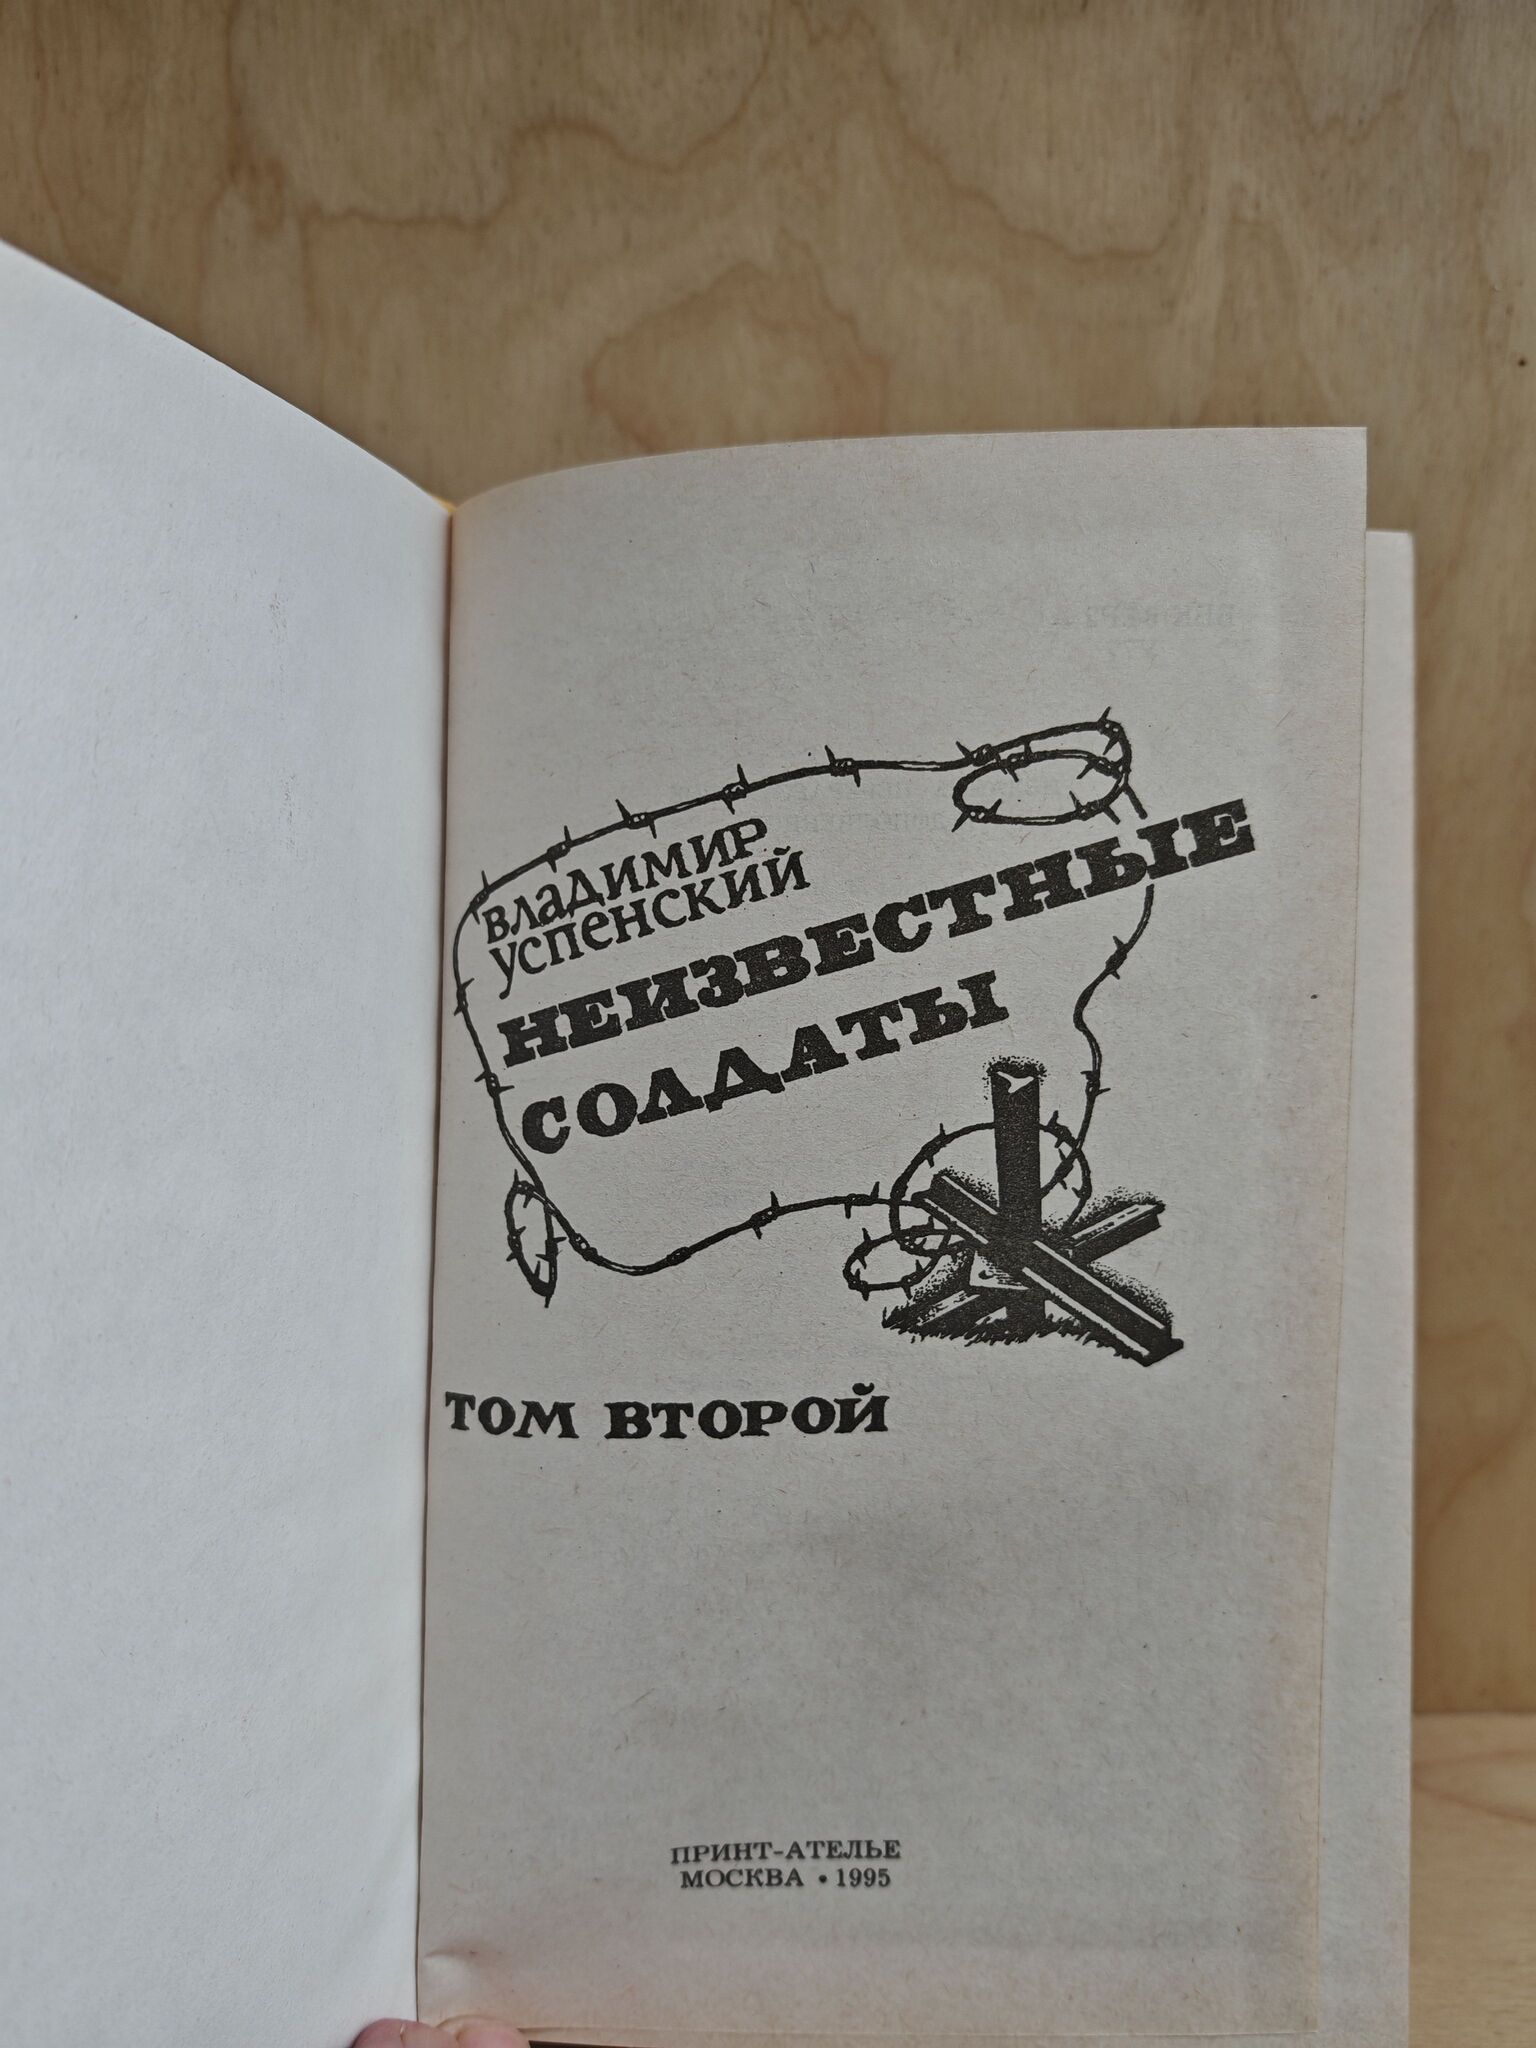 владимир
успенский
неизвестные
солдаты
том второй
ПРИНТ-АТЕЛЬЕ
МОСКВА • 1995